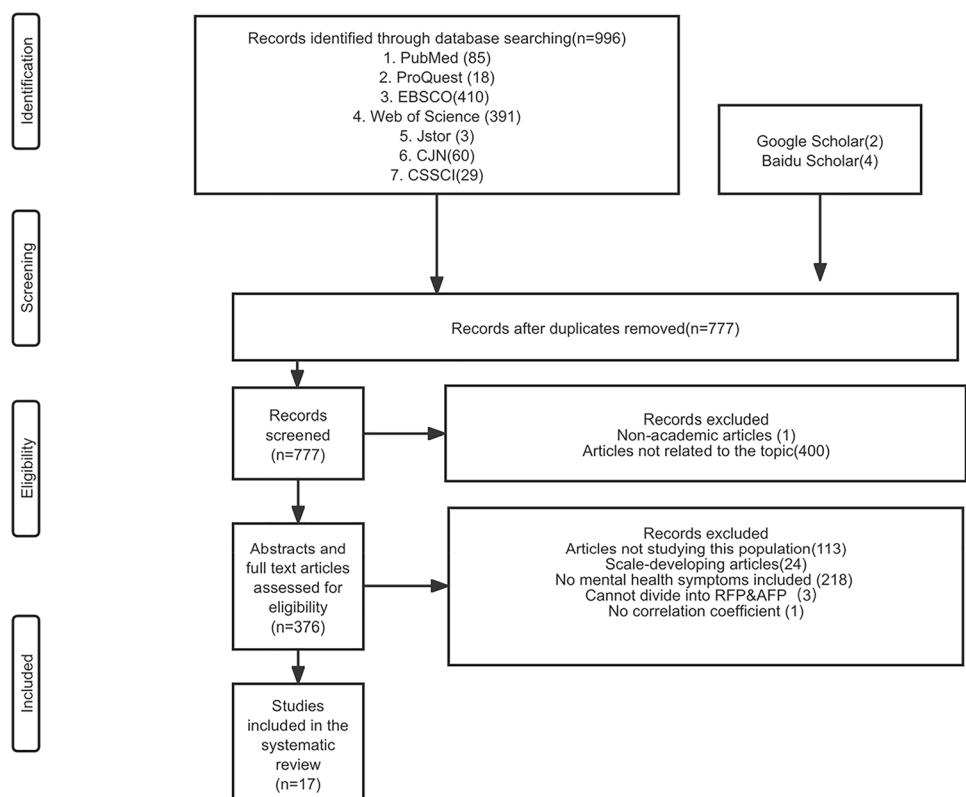 Identification
Records identified through database searching(n=996)
1. PubMed (85)
2. ProQuest (18)
3. EBSCO(410)
4. Web of Science (391)
5. Jstor (3)
6. CJN(60)
7. CSSCI(29)
Google Scholar(2)
Baidu Scholar(4)
Screening
Records after duplicates removed(n=777)
Eligibility
Records
screened
(n=777)
Records excluded
Non-academic articles (1)
Articles not related to the topic(400)
Abstracts and
full text articles
assessed for
eligibility
(n=376)
Records excluded
Articles not studying this population(113)
Scale-developing articles(24)
No mental health symptoms included (218)
Cannot divide into RFP&AFP (3)
No correlation coefficient (1)
Included
Studies
included in the
systematic
review
(n=17)